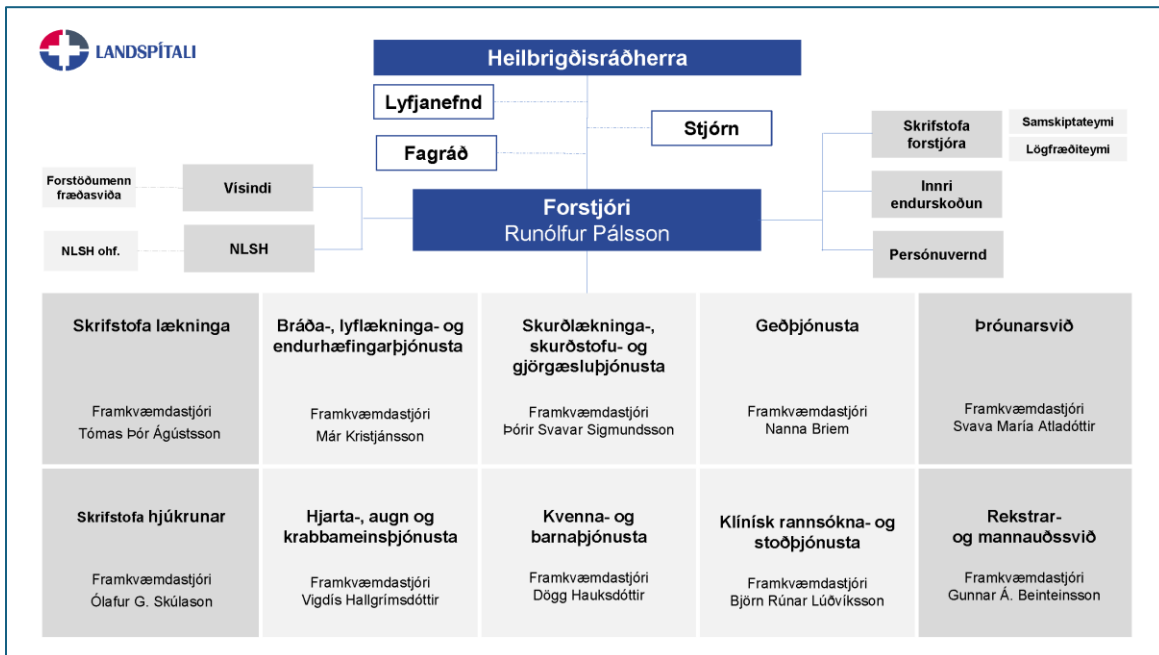 LANDSPÍTALI
Heilbrigðisráðherra
Lyfjanefnd
Stjórn
Fagráð
Skrifstofa
forstjóra
Samskiptateymi
Lögfræðiteymi
Forstöðumenn
fræðasviða
Vísindi
Innri
endurskoðun
Forstjóri
Runólfur Pálsson
NLSH ohf.
NLSH
Persónuvernd
Skrifstofa lækninga
Framkvæmdastjóri
Tómas Þór Ágústsson
Bráða-, lyflækninga- og
endurhæfingarþjónusta
Framkvæmdastjóri
Már Kristjánsson
Skurðlækninga-,
skurðstofu- og
gjörgæsluþjónusta
Framkvæmdastjóri
Þórir Svavar Sigmundsson
Geðþjónusta
Framkvæmdastjóri
Nanna Briem
Þróunarsvið
Framkvæmdastjóri
Svava María Atladóttir
Skrifstofa hjúkrunar
Framkvæmdastjóri
Ólafur G. Skúlason
Hjarta-, augn og
krabbameinsþjónusta
Framkvæmdastjóri
Vigdís Hallgrímsdóttir
Kvenna- og
barnaþjónusta
Framkvæmdastjóri
Dögg Hauksdóttir
Klínísk rannsókna- og
stoðþjónusta
Framkvæmdastjóri
Björn Rúnar Lúðvíksson
Rekstrar-
og mannauðssvið
Framkvæmdastjóri
Gunnar Á. Beinteinsson